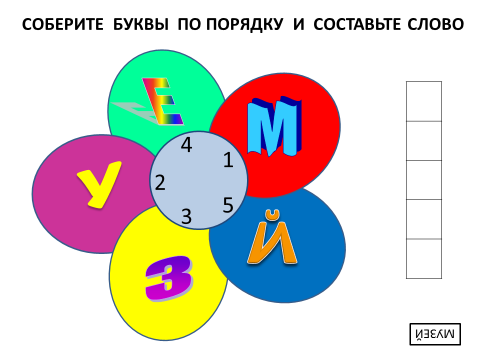 СОБЕРИТЕ БУКВЫ ПО ПОРЯДКУ И СОСТАВЬТЕ СЛОВО
Е
М
4
1
У
2
5
3
Й
З
МУЗЕЙ